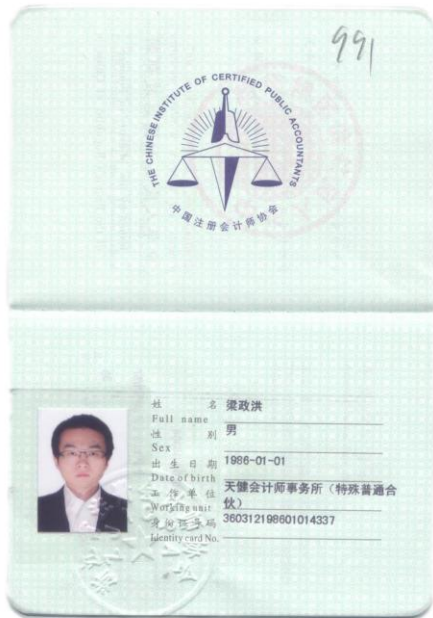 991
THE CHINESE INSTITUTE OF CERTIFIED PUBLIC ACCOUNTANTS
中国注册会计师协会
姓 名 梁政洪
Full name
性 别 男
Sex
出生日期 1986-01-01
Date of birth
工作单位 天健会计师事务所（特殊普通合
Working unit 伙）
身份证号码 360312198601014337
Identity card No.